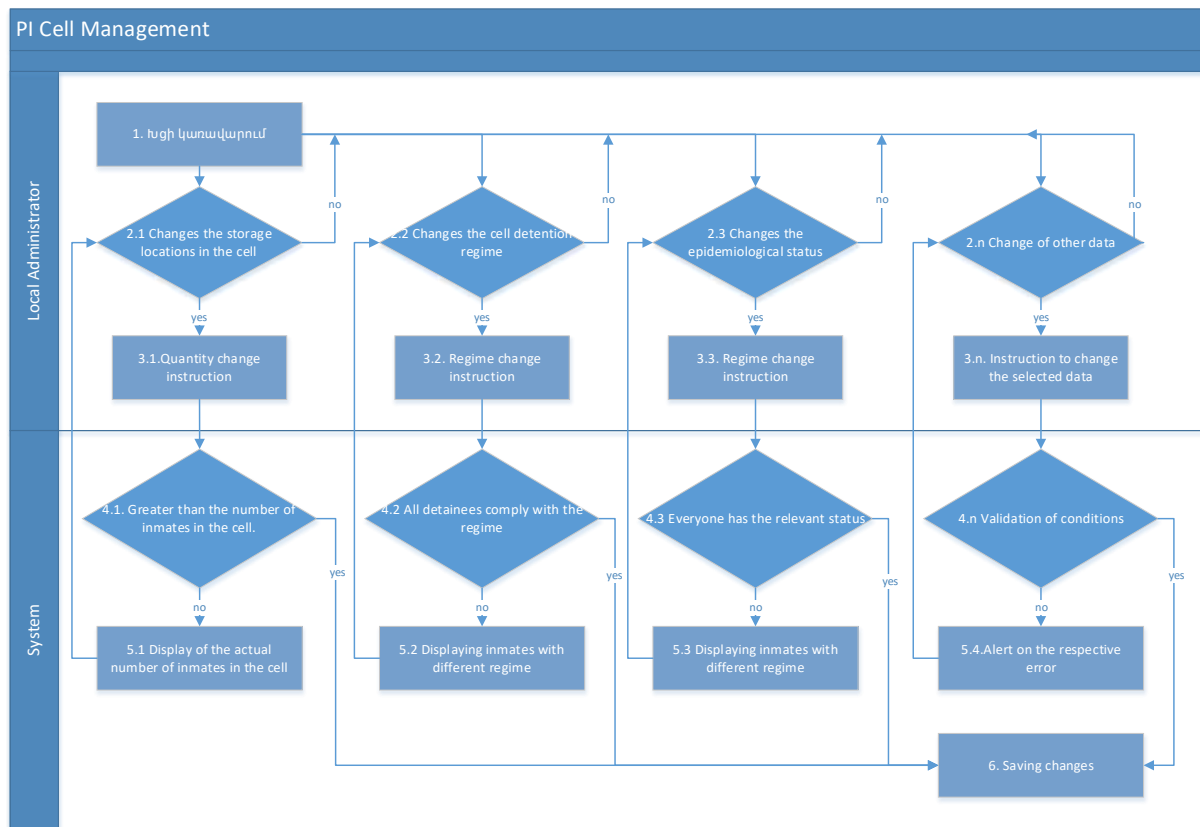 PI Cell Management
Local Administrator
1. Խցի կառավարում
no
no
no
no
2.1 Changes the storage
locations in the cell
2.2 Changes the cell detention
regime
2.3 Changes the
epidemiological status
2.n Change of other data
yes
yes
yes
yes
3.1.Quantity change
instruction
3.2. Regime change
instruction
3.3. Regime change
instruction
3.n. Instruction to change
the selected data
System
4.1. Greater than the number of
inmates in the cell.
4.2 All detainees comply with the
regime
4.3 Everyone has the relevant status
4.n Validation of conditions
yes
yes
yes
yes
no
no
no
no
5.1 Display of the actual
number of inmates in the cell
5.2 Displaying inmates with
different regime
5.3 Displaying inmates with
different regime
5.4.Alert on the respective
error
6. Saving changes